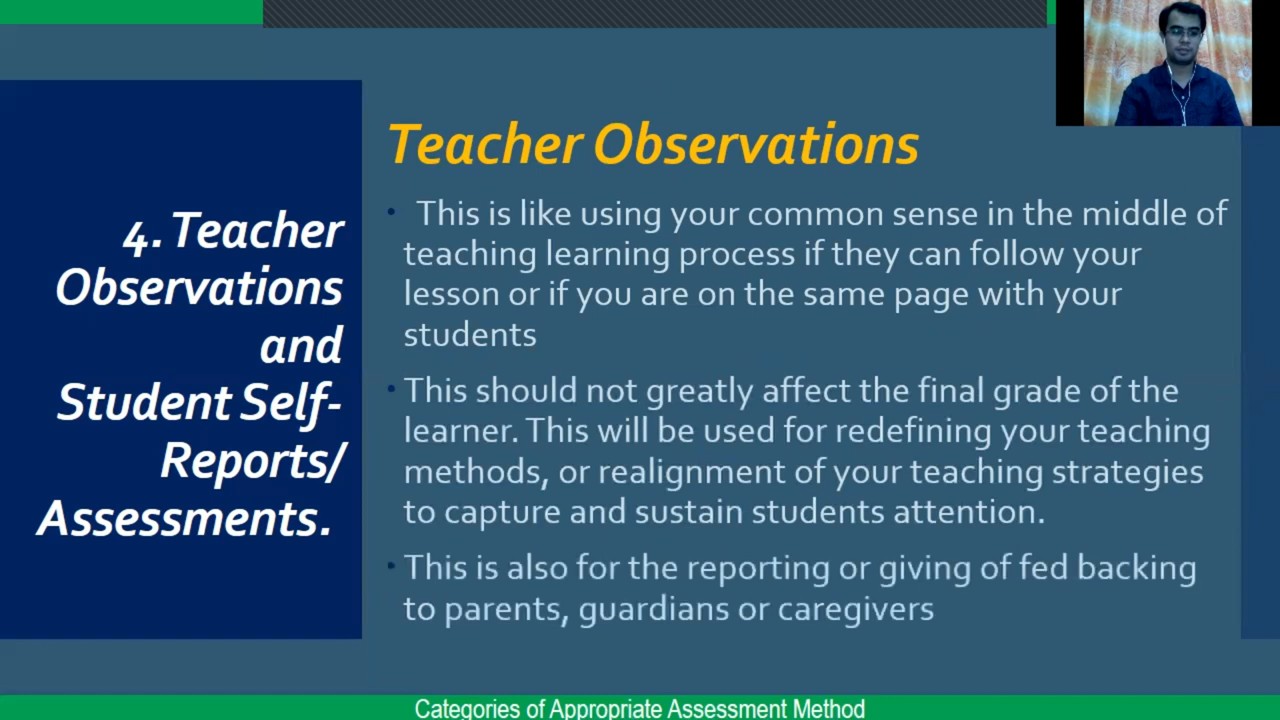 4. Teacher
Observations
and
Student Self-
Reports/
Assessments.
Teacher Observations
• This is like using your common sense in the middle of
teaching learning process if they can follow your
lesson or if you are on the same page with your
students
• This should not greatly affect the final grade of the
learner. This will be used for redefining your teaching
methods, or realignment of your teaching strategies
to capture and sustain students attention.
• This is also for the reporting or giving of fed backing
to parents, guardians or caregivers
Categories of Appropriate Assessment Method